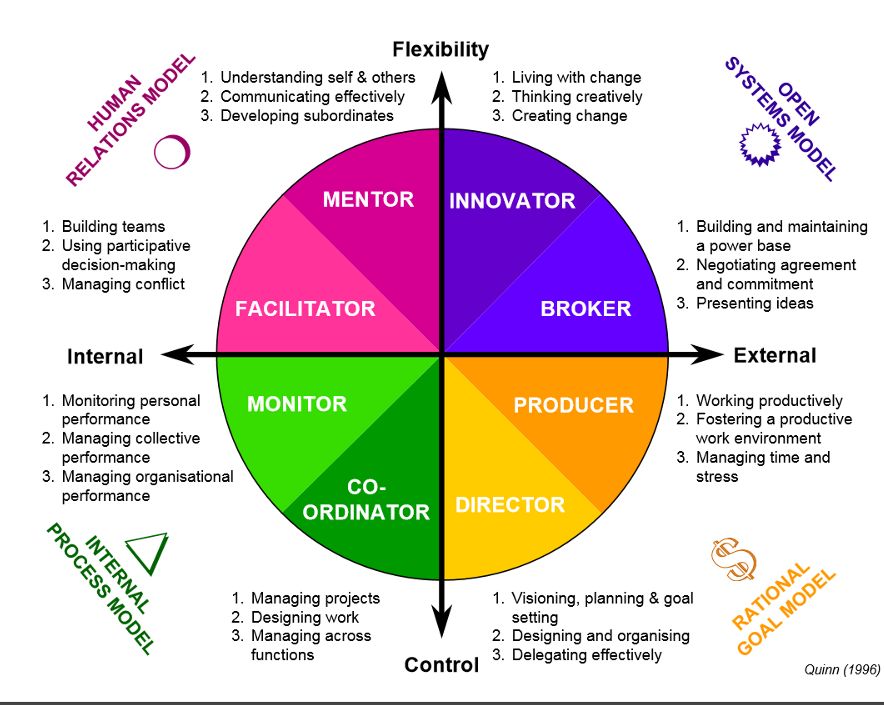 Flexibility
HUMAN
RELATIONS MODEL
1. Understanding self & others
2. Communicating effectively
3. Developing subordinates
1. Living with change
2. Thinking creatively
3. Creating change
OPEN
SYSTEMS MODEL
MENTOR
INNOVATOR
1. Building teams
2. Using participative
decision-making
3. Managing conflict
FACILITATOR
BROKER
1. Building and maintaining
a power base
2. Negotiating agreement
and commitment
3. Presenting ideas
Internal
External
1. Monitoring personal
performance
2. Managing collective
performance
3. Managing organisational
performance
MONITOR
PRODUCER
1. Working productively
2. Fostering a productive
work environment
3. Managing time and
stress
CO-
ORDINATOR
DIRECTOR
INTERNAL
PROCESS MODEL
1. Managing projects
2. Designing work
3. Managing across
functions
1. Visioning, planning & goal
setting
2. Designing and organising
3. Delegating effectively
$
RATIONAL
GOAL MODEL
Control
Quinn (1996)